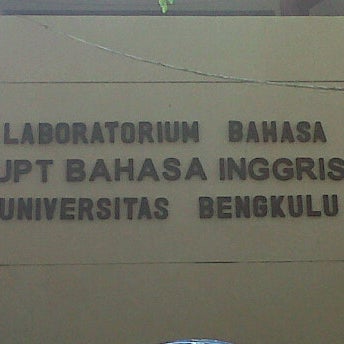 LABORATORIUM BAHASA
UPT BAHASA INGGRIS
UNIVERSITAS BENGKULU